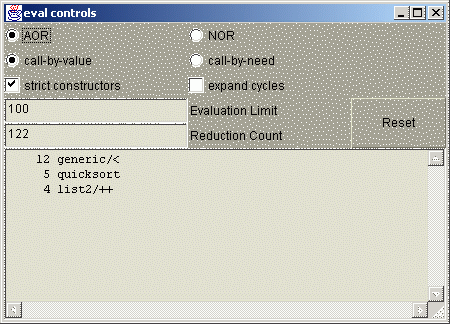 eval controls
AOR NOR
call-by-value call-by-need
strict constructors expand cycles
100 Evaluation Limit
122 Reduction Count
Reset
12 generic/<
5 quicksort
4 list2/++